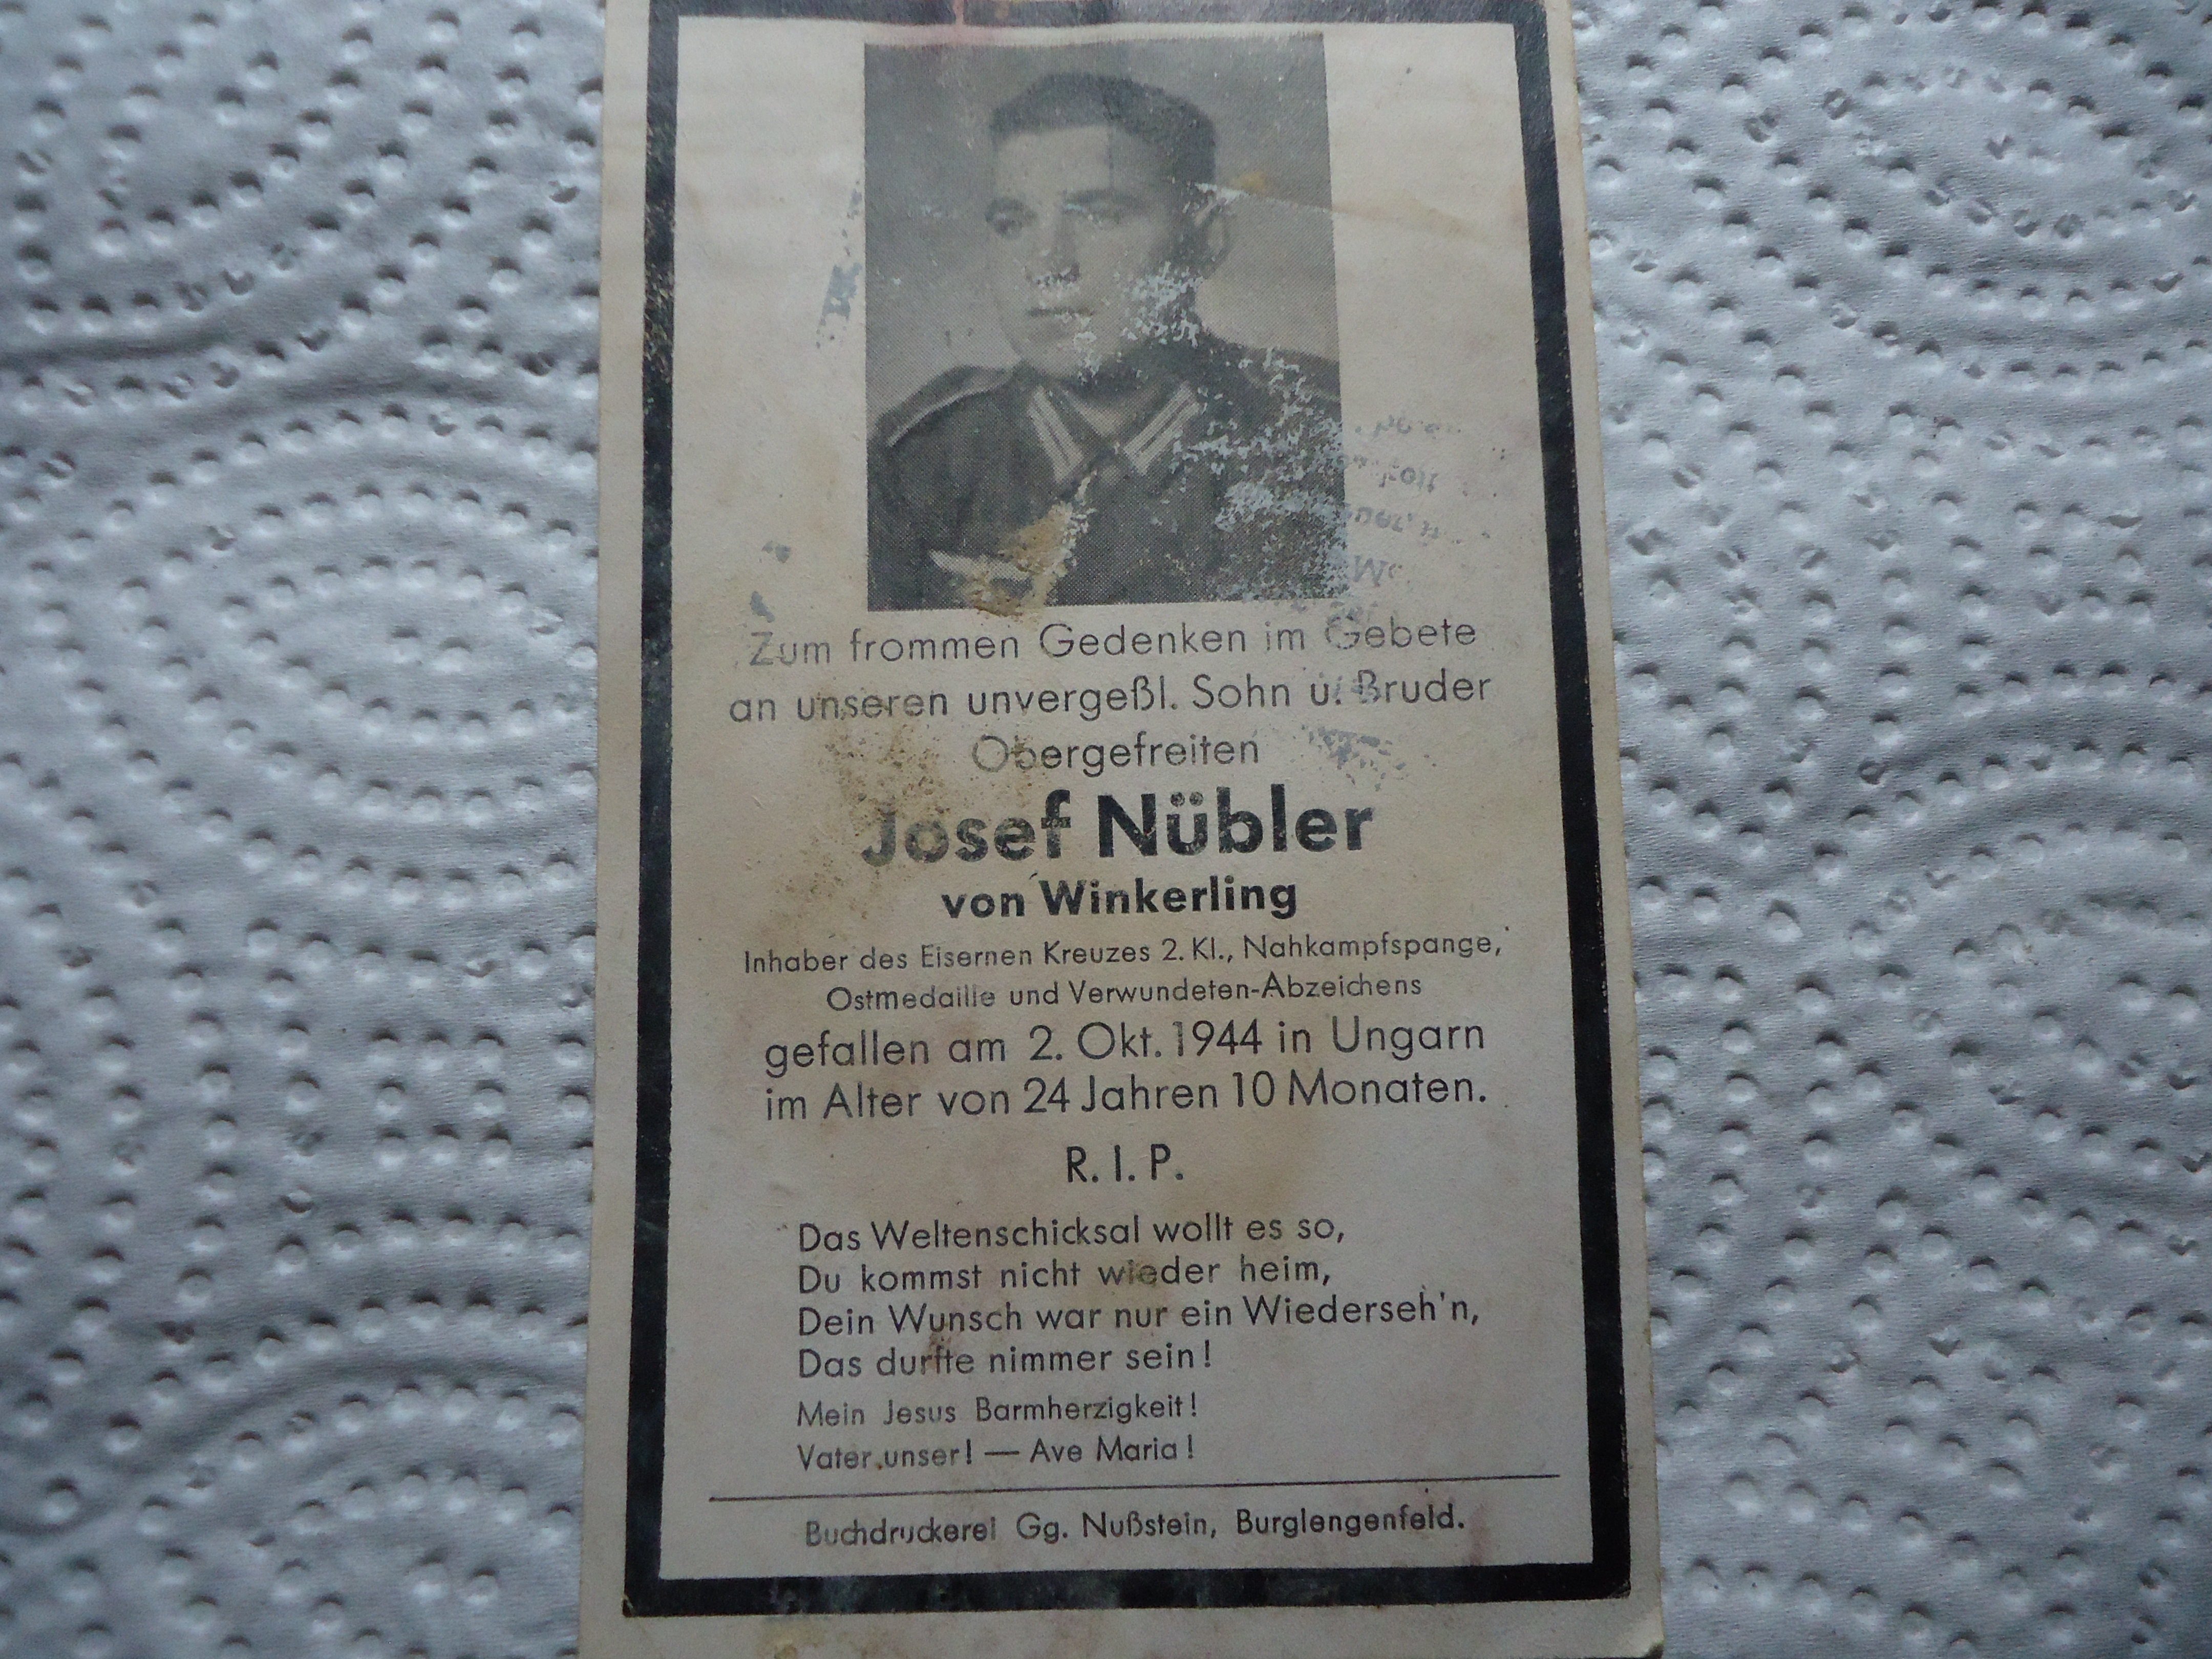 Zum frommen Gedenken im Gebete
an unseren unvergeßl. Sohn u. Bruder
Obergefreiten
Josef Nübler
von Winkerling
Inhaber des Eisernen Kreuzes 2. Kl., Nahkampfspange,
Ostmedaille und Verwundeten-Abzeichens
gefallen am 2. Okt. 1944 in Ungarn
im Alter von 24 Jahren 10 Monaten.
R. I. P.
Das Weltenschicksal wollt es so,
Du kommst nicht wieder heim,
Dein Wunsch war nur ein Wiederseh'n,
Das durfte nimmer sein!
Mein Jesus Barmherzigkeit!
Vater unser! — Ave Maria!
Buchdruckerei Gg. Nußstein, Burglengenfeld.